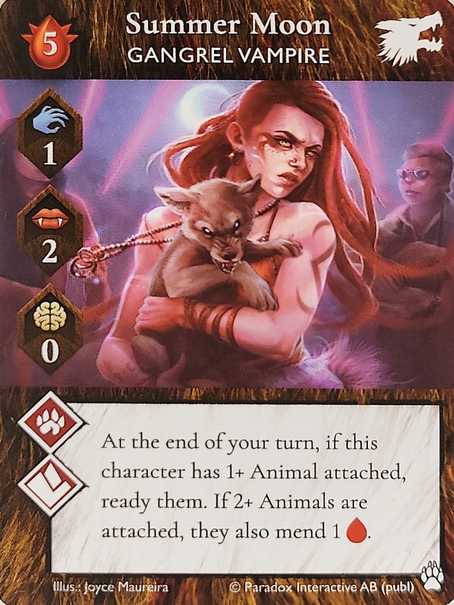 Summer Moon
5
GANGREL VAMPIRE
1
2
0
At the end of your turn, if this
character has 1+ Animal attached,
ready them. If 2+ Animals are
attached, they also mend 1 .
Illus.: Joyce Maureira © Paradox Interactive AB (publ)